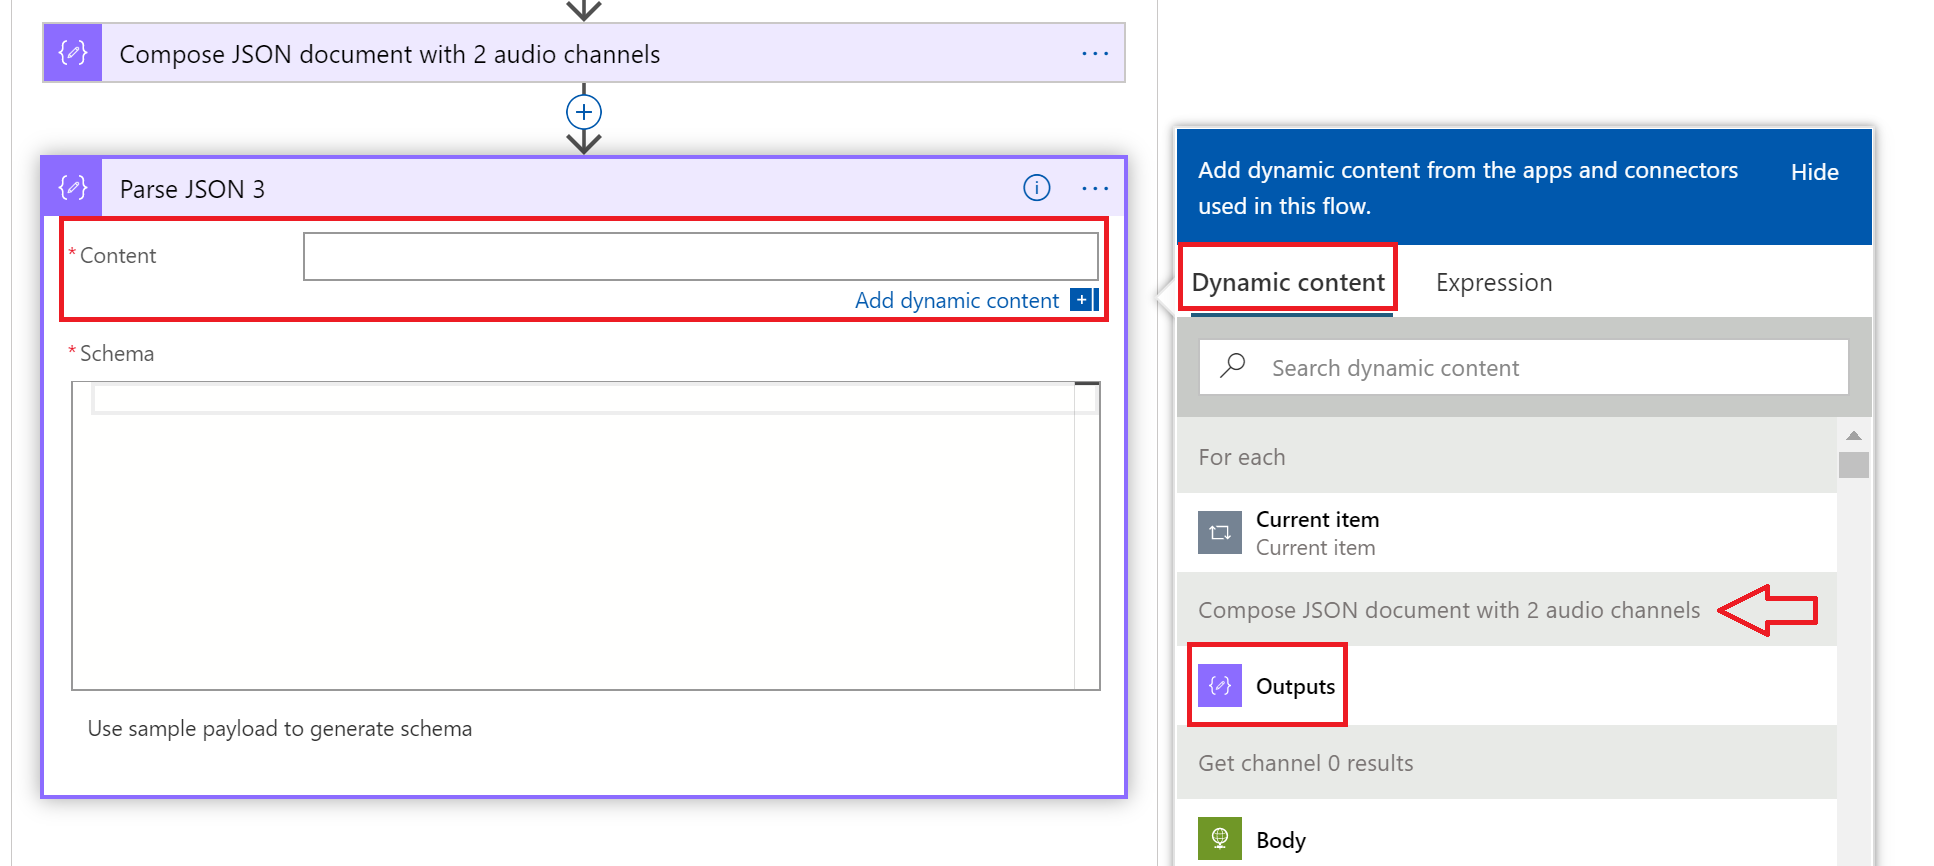 Compose JSON document with 2 audio channels
Parse JSON 3
* Content
Add dynamic content
* Schema
Use sample payload to generate schema
Add dynamic content from the apps and connectors
used in this flow.
Hide
Dynamic content
Expression
Search dynamic content
For each
Current item
Current item
Compose JSON document with 2 audio channels
Outputs
Get channel 0 results
Body